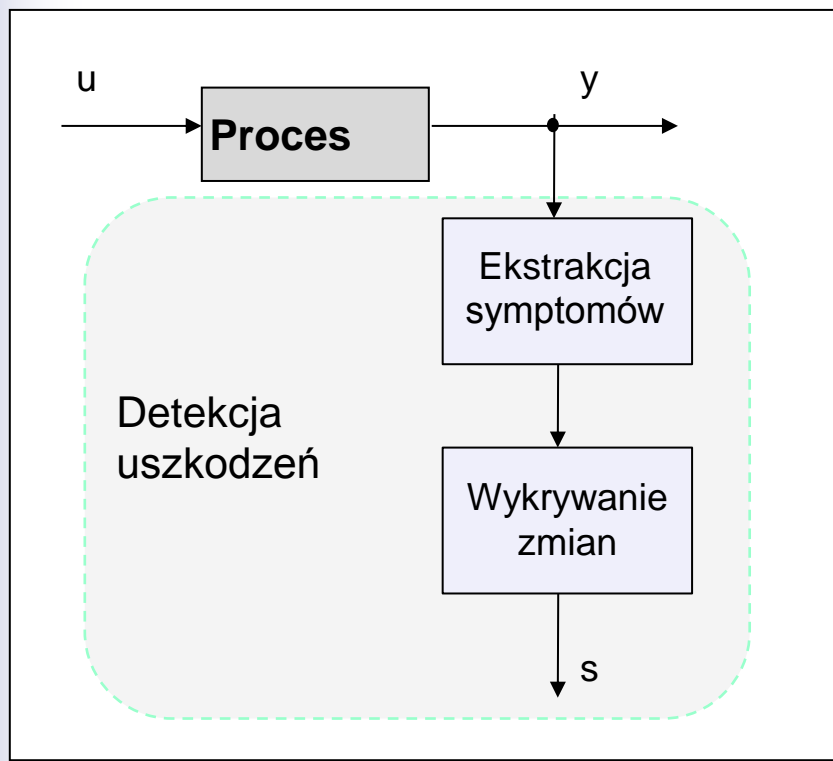 u
y
Proces
Ekstrakcja
symptomów
Detekcja
uszkodzeń
Wykrywanie
zmian
s